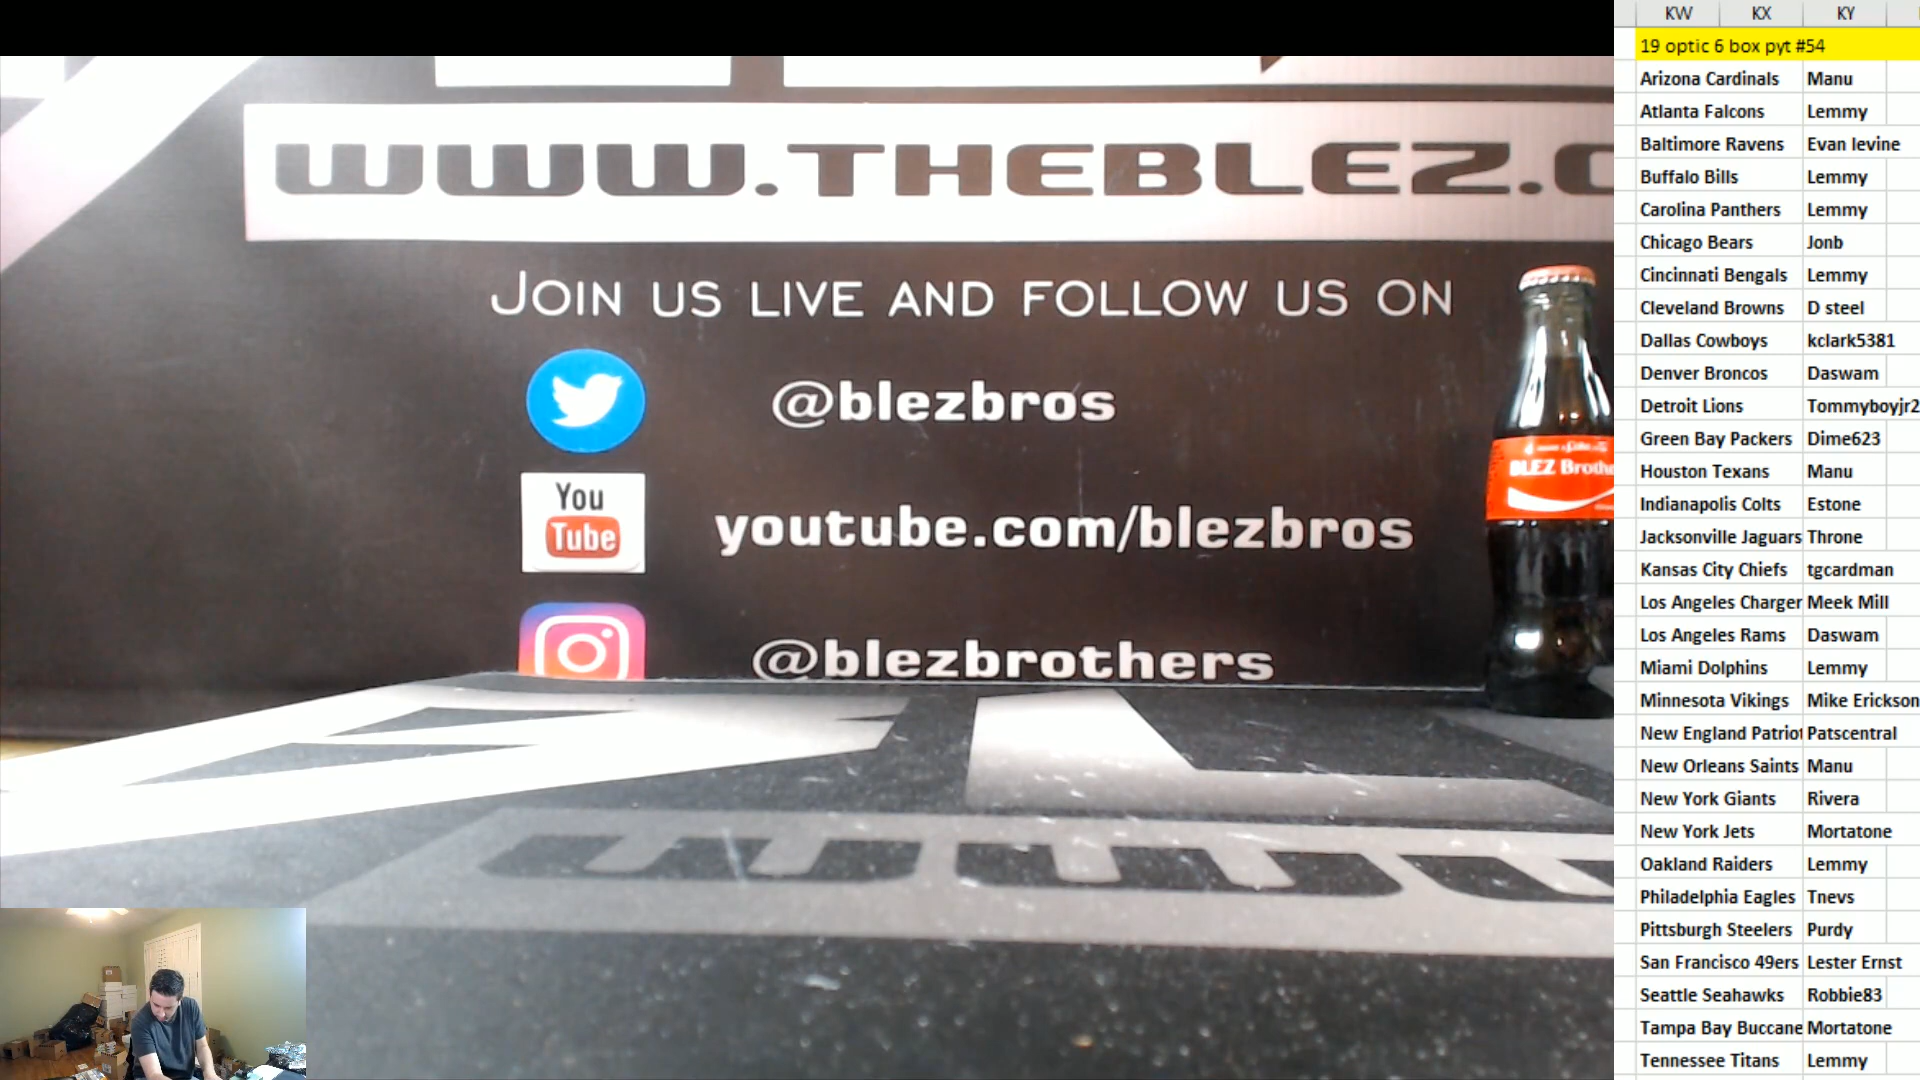 WWW.THEBLEZ.
JOIN US LIVE AND FOLLOW US ON
@blezbros
You
Tube
youtube.com/blezbros
@blezbrothers
BLEZ
KW KX KY
19 optic 6 box pyt #54
Arizona Cardinals Manu
Atlanta Falcons Lemmy
Baltimore Ravens Evan levine
Buffalo Bills Lemmy
Carolina Panthers Lemmy
Chicago Bears Jonb
Cincinnati Bengals Lemmy
Cleveland Browns D steel
Dallas Cowboys kclark5381
Denver Broncos Daswam
Detroit Lions Tommyboyjr2
Green Bay Packers Dime623
Houston Texans Manu
Indianapolis Colts Estone
Jacksonville Jaguars Throne
Kansas City Chiefs tgcardman
Los Angeles Charger Meek Mill
Los Angeles Rams Daswam
Miami Dolphins Lemmy
Minnesota Vikings Mike Erickson
New England Patriot Patscentral
New Orleans Saints Manu
New York Giants Rivera
New York Jets Mortatone
Oakland Raiders Lemmy
Philadelphia Eagles Tnevs
Pittsburgh Steelers Purdy
San Francisco 49ers Lester Ernst
Seattle Seahawks Robbie83
Tampa Bay Buccane Mortatone
Tennessee Titans Lemmy